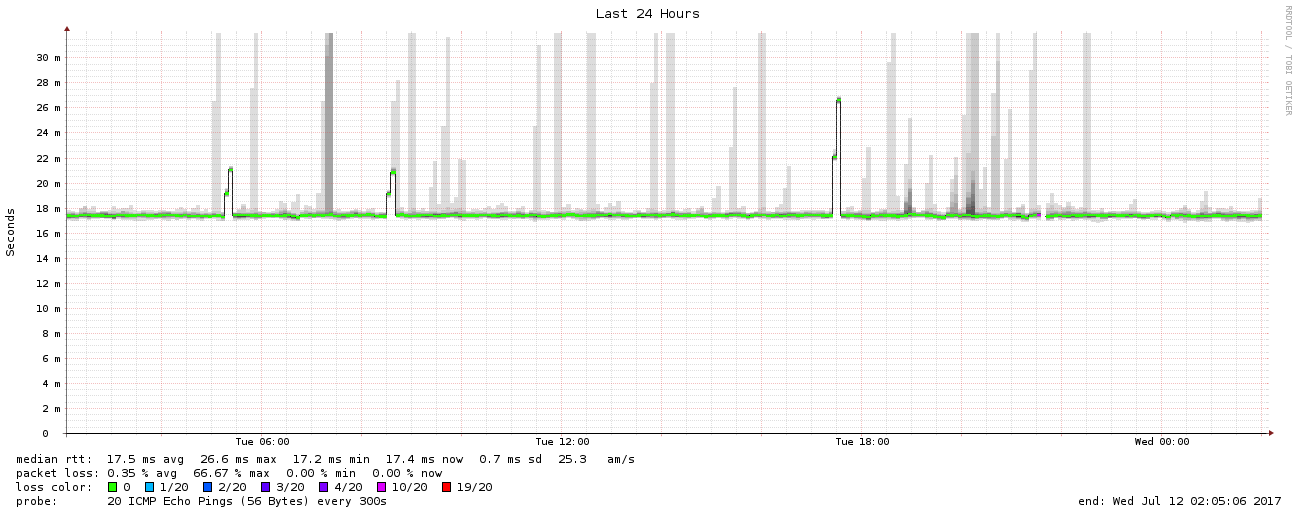 Last 24 Hours
RRDTOOL / TOBI OETIKER
Seconds
30 m
28 m
26 m
24 m
22 m
20 m
18 m
16 m
14 m
12 m
10 m
8 m
6 m
4 m
2 m
0
Tue 06:00 Tue 12:00 Tue 18:00 Wed 00:00
median rtt: 17.5 ms avg 26.6 ms max 17.2 ms min 17.4 ms now 0.7 ms sd 25.3 am/s
packet loss: 0.35 % avg 66.67 % max 0.00 % min 0.00 % now
loss color: 0 1/20 2/20 3/20 4/20 10/20 19/20
probe: 20 ICMP Echo Pings (56 Bytes) every 300s end: Wed Jul 12 02:05:06 2017